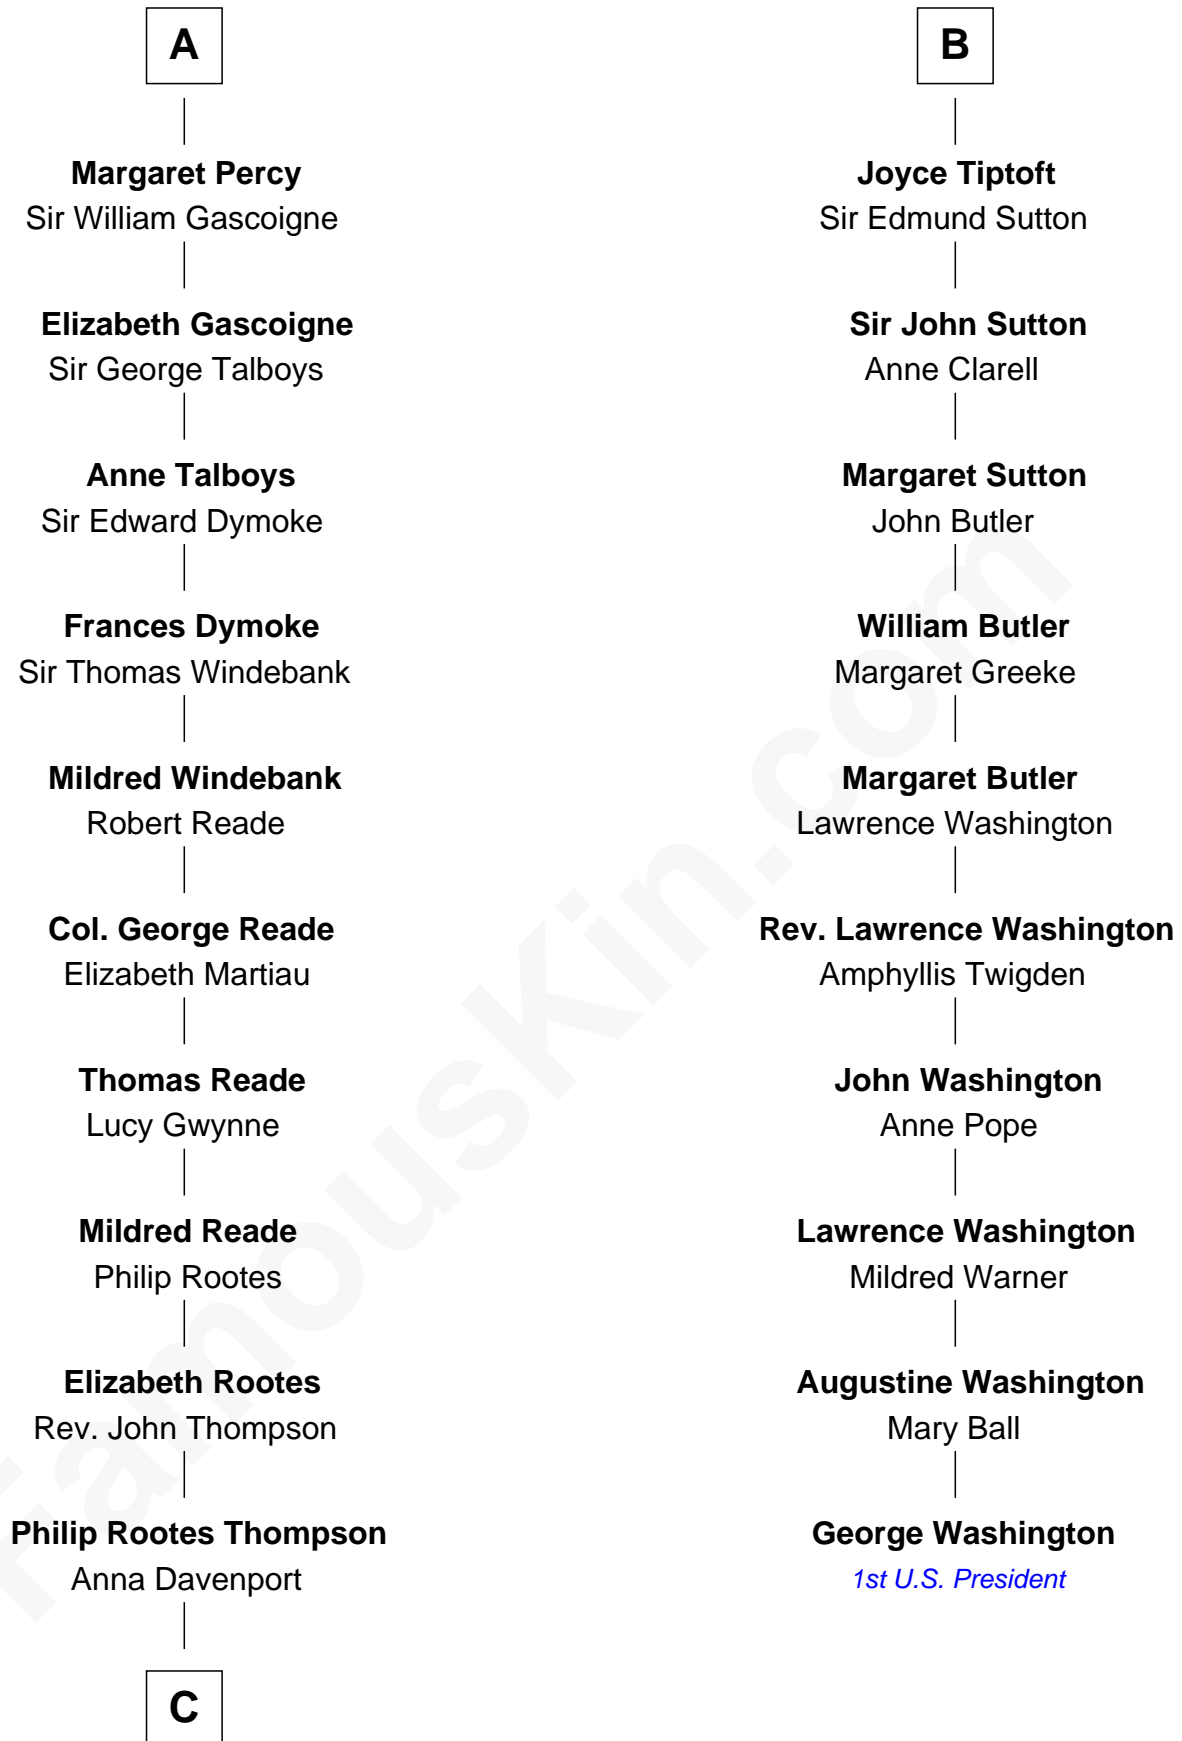 A
Margaret Percy
Sir William Gascoigne
Elizabeth Gascoigne
Sir George Talboys
Anne Talboys
Sir Edward Dymoke
Frances Dymoke
Sir Thomas Windebank
Mildred Windebank
Robert Reade
Col. George Reade
Elizabeth Martiau
Thomas Reade
Lucy Gwynne
Mildred Reade
Philip Rootes
Elizabeth Rootes
Rev. John Thompson
Philip Rootes Thompson
Anna Davenport
C
B
Joyce Tiptoft
Sir Edmund Sutton
Sir John Sutton
Anne Clarell
Margaret Sutton
John Butler
William Butler
Margaret Greeke
Margaret Butler
Lawrence Washington
Rev. Lawrence Washington
Amphyllis Twigden
John Washington
Anne Pope
Lawrence Washington
Mildred Warner
Augustine Washington
Mary Ball
George Washington
1st U.S. President
FamousKin.com